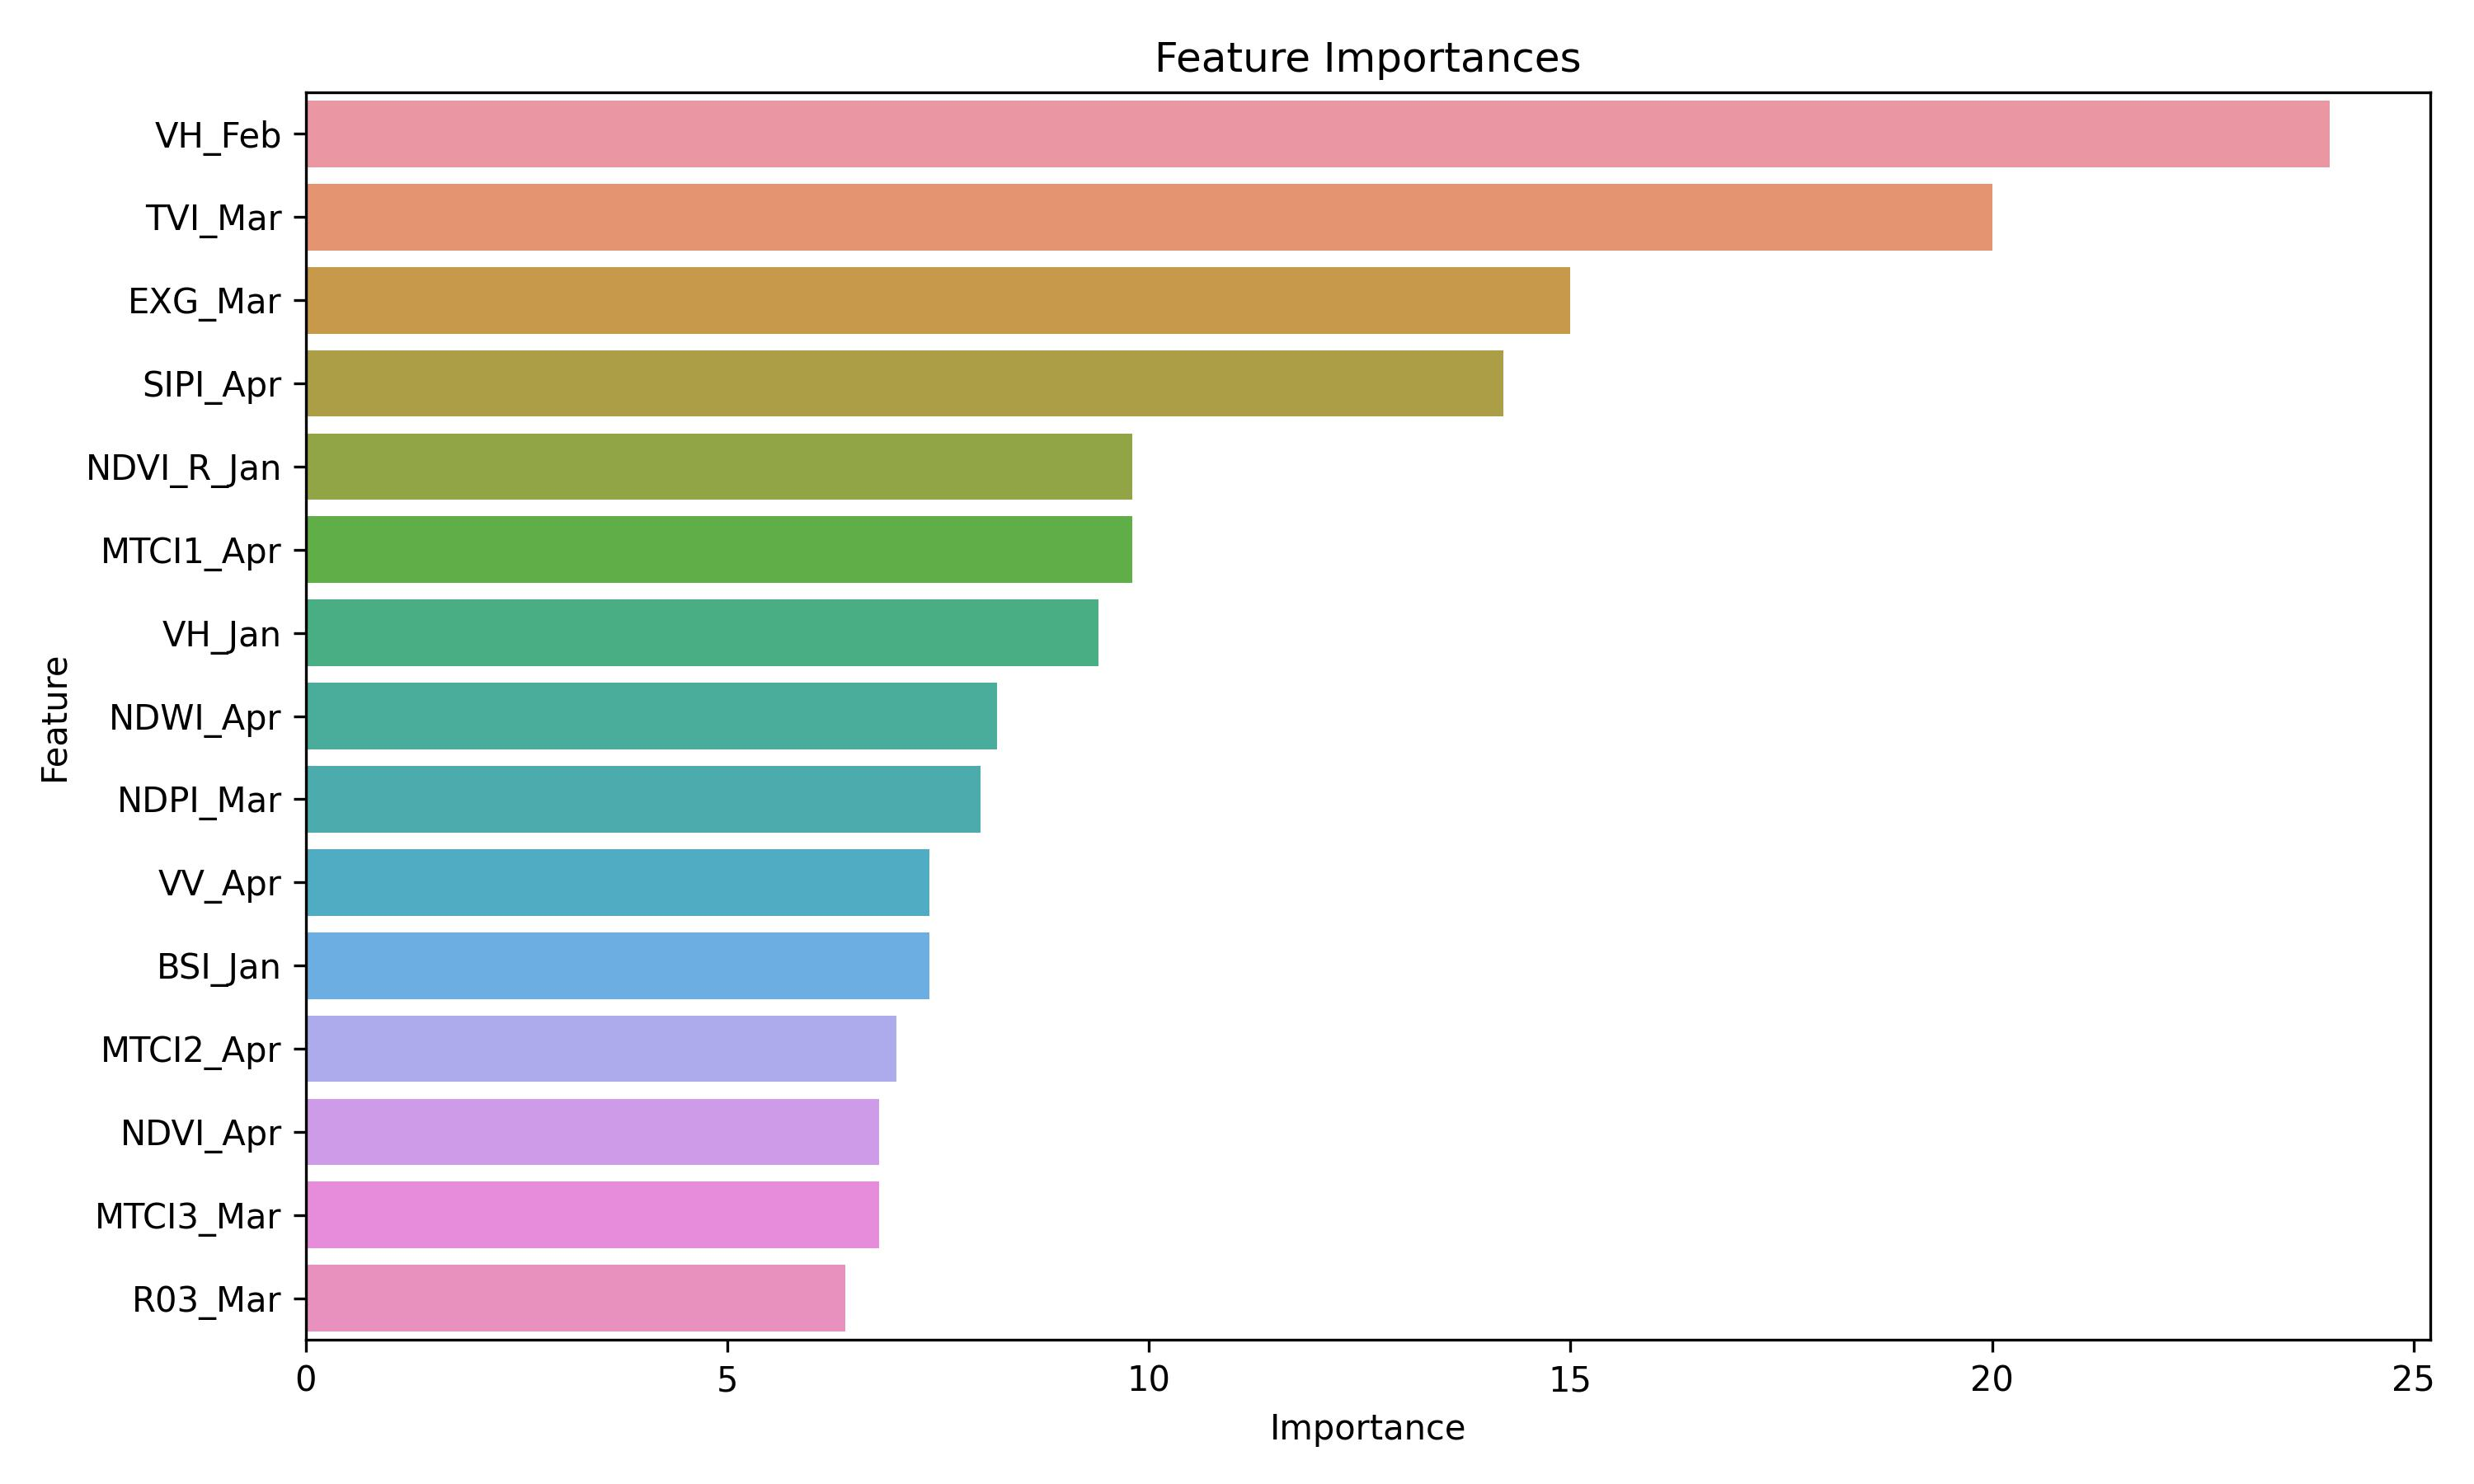 Feature Importances
VH_Feb
TVI_Mar
EXG_Mar
SIPI_Apr
NDVI_R_Jan
MTCI1_Apr
VH_Jan
NDWI_Apr
NDPI_Mar
VV_Apr
BSI_Jan
MTCI2_Apr
NDVI_Apr
MTCI3_Mar
R03_Mar
Feature
0 5 10 15 20 25
Importance